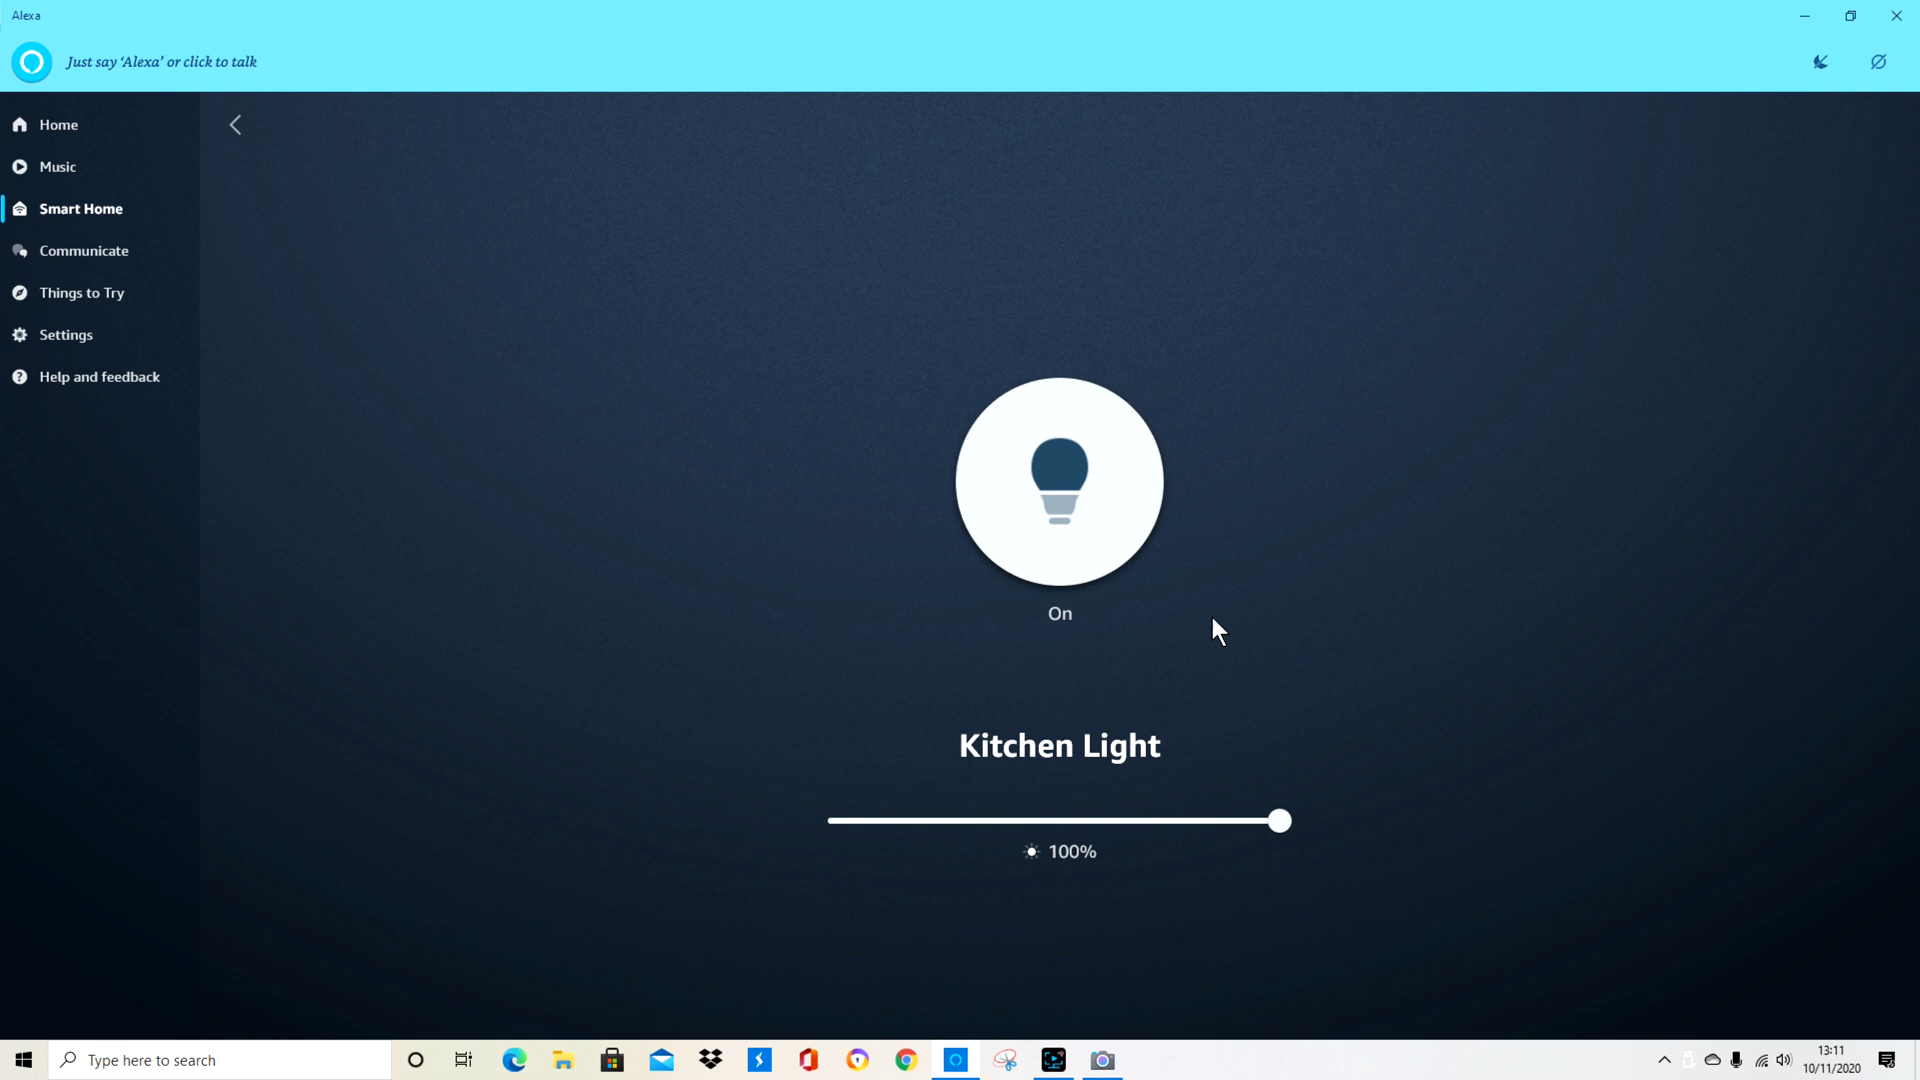 Alexa
Just say ‘Alexa’ or click to talk
Home
Music
Smart Home
Communicate
Things to Try
Settings
Help and feedback
On
Kitchen Light
100%
Type here to search
13:11
10/11/2020